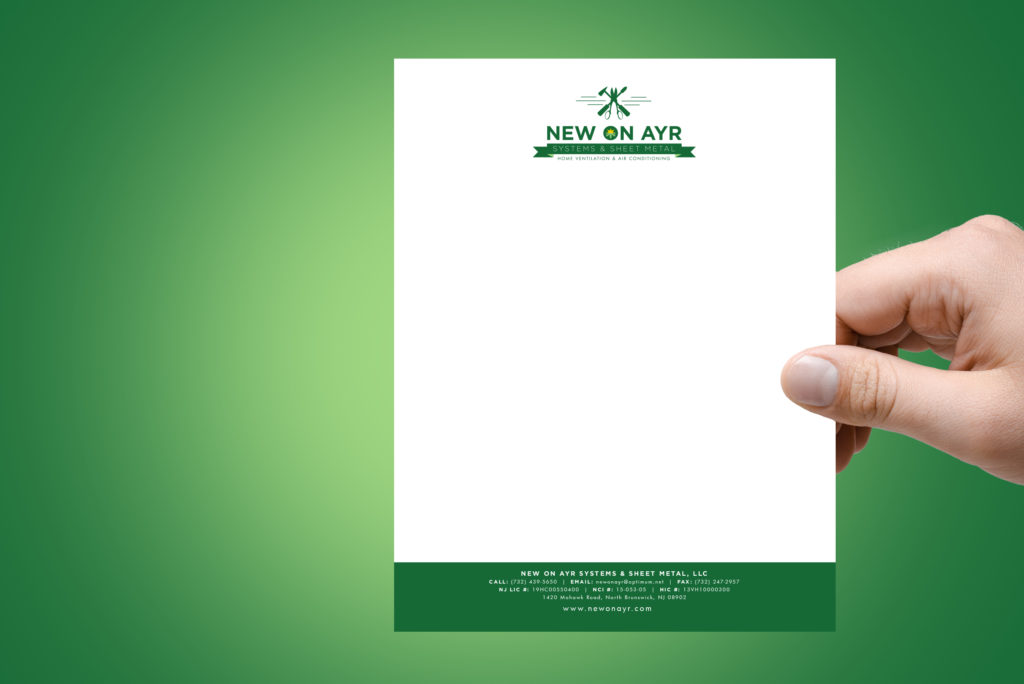 NEW ON AYR
SYSTEMS & SHEET METAL
HOME VENTILATION & AIR CONDITIONING
NEW ON AYR SYSTEMS & SHEET METAL, LLC
CALL: (732) 439-3650 | EMAIL: newonayr@optimum.net | FAX: (732) 247-2957
NJ LIC #: 19HC00550400 | NCI #: 15-053-05 | HIC #: 13VH10000300
1420 Mohawk Road, North Brunswick, NJ 08902
www.newonayr.com